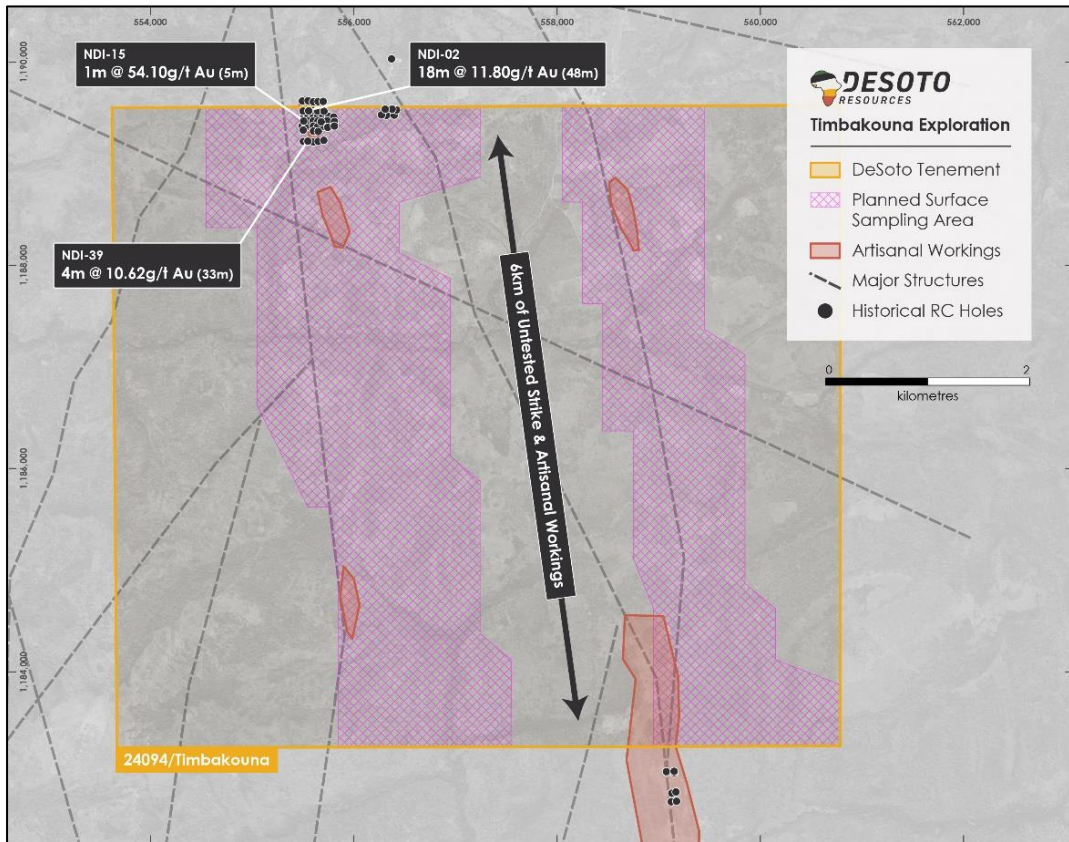 554,000
556,000
558,000
560,000
562,000
1,190,000
1,188,000
1,186,000
1,184,000
NDI-15
1m @ 54.10g/t Au (5m)
NDI-02
18m @ 11.80g/t Au (48m)
NDI-39
4m @ 10.62g/t Au (33m)
6km of Untested Strike & Artisanal Workings
24094/Timbakouna
DESOTO
RESOURCES
Timbakouna Exploration
DeSoto Tenement
Planned Surface
Sampling Area
Artisanal Workings
Major Structures
Historical RC Holes
0
2
kilometres